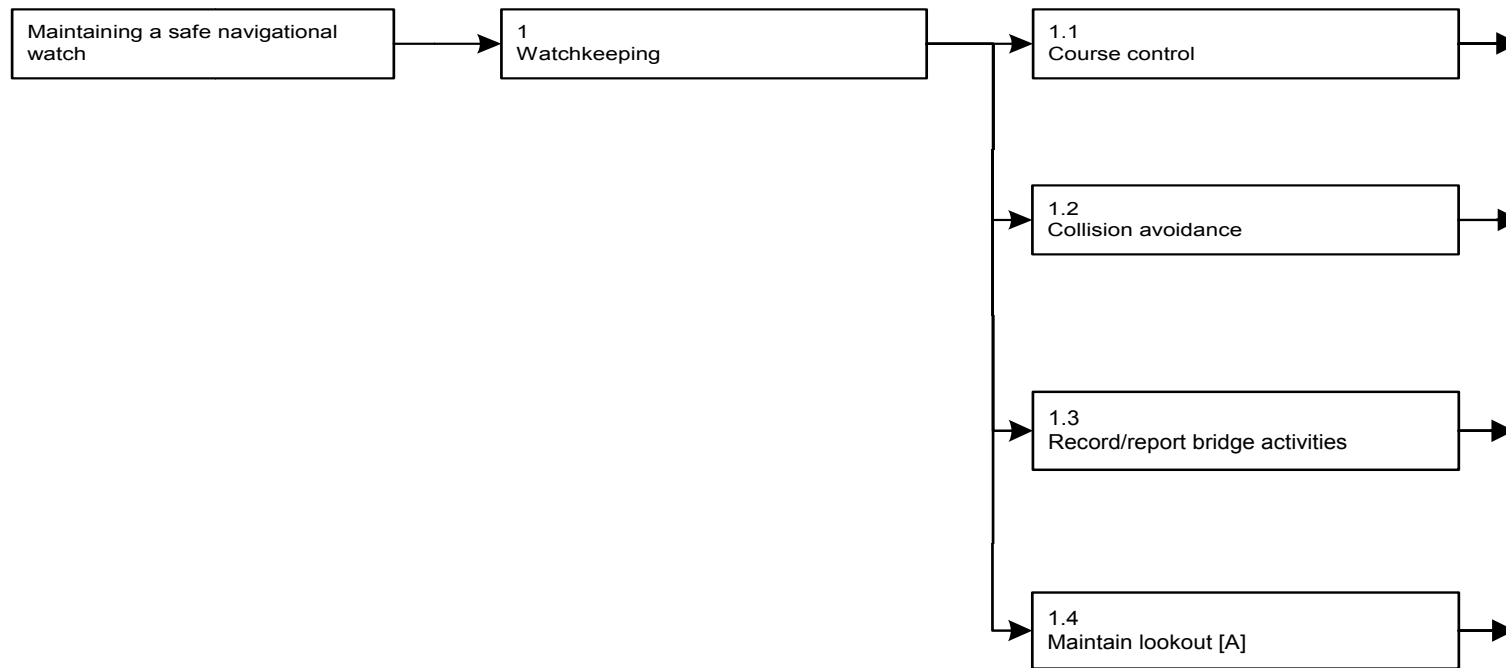 Maintaining a safe navigational
watch
1
Watchkeeping
1.1
Course control
1.2
Collision avoidance
1.3
Record/report bridge activities
1.4
Maintain lookout [A]